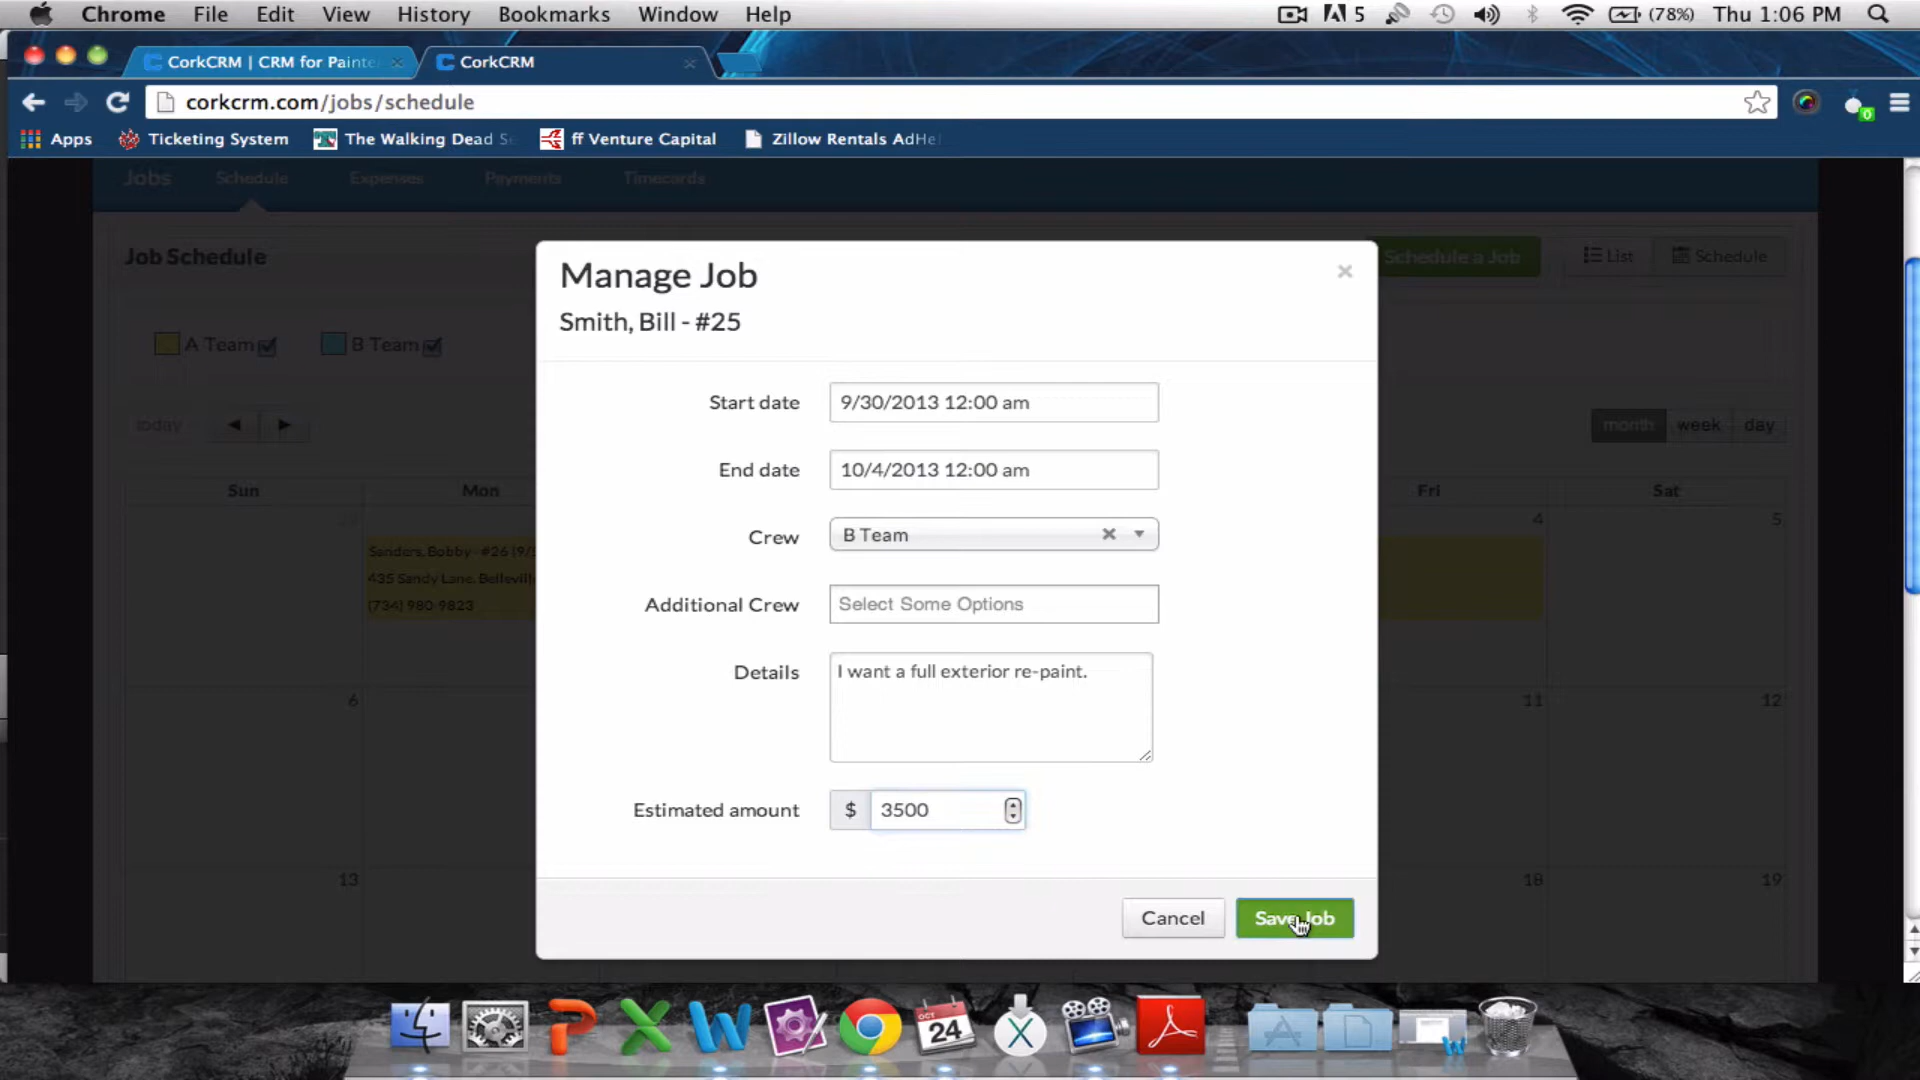 Chrome File Edit View History Bookmarks Window Help 5 (78%) Thu 1:06 PM
CorkCRM | CRM for Painte CorkCRM
corkcrm.com/jobs/schedule
Apps Ticketing System The Walking Dead S ff Venture Capital Zillow Rentals AdHel
0
Jobs Schedule Expenses Payments Timecards
Job Schedule Schedule a Job List Schedule
Manage Job
Smith, Bill - #25
A Team B Team
today month week day
Start date 9/30/2013 12:00 am
End date 10/4/2013 12:00 am
Sun Mon Fri Sat
Crew B Team
4 5
Sanders, Bobby - #26 (9/
435 Sandy Lane, Bellevill
(734) 980-9823
Additional Crew Select Some Options
Details I want a full exterior re-paint.
6 11 12
Estimated amount $ 3500
13 18 19
Cancel Save Job
OCT
24